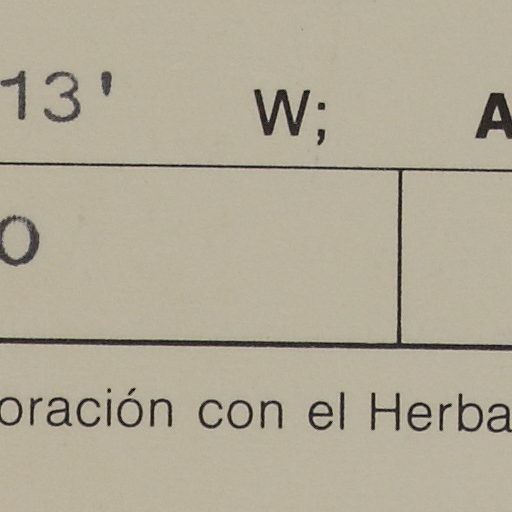 13' W; A
O
oración con el Herba